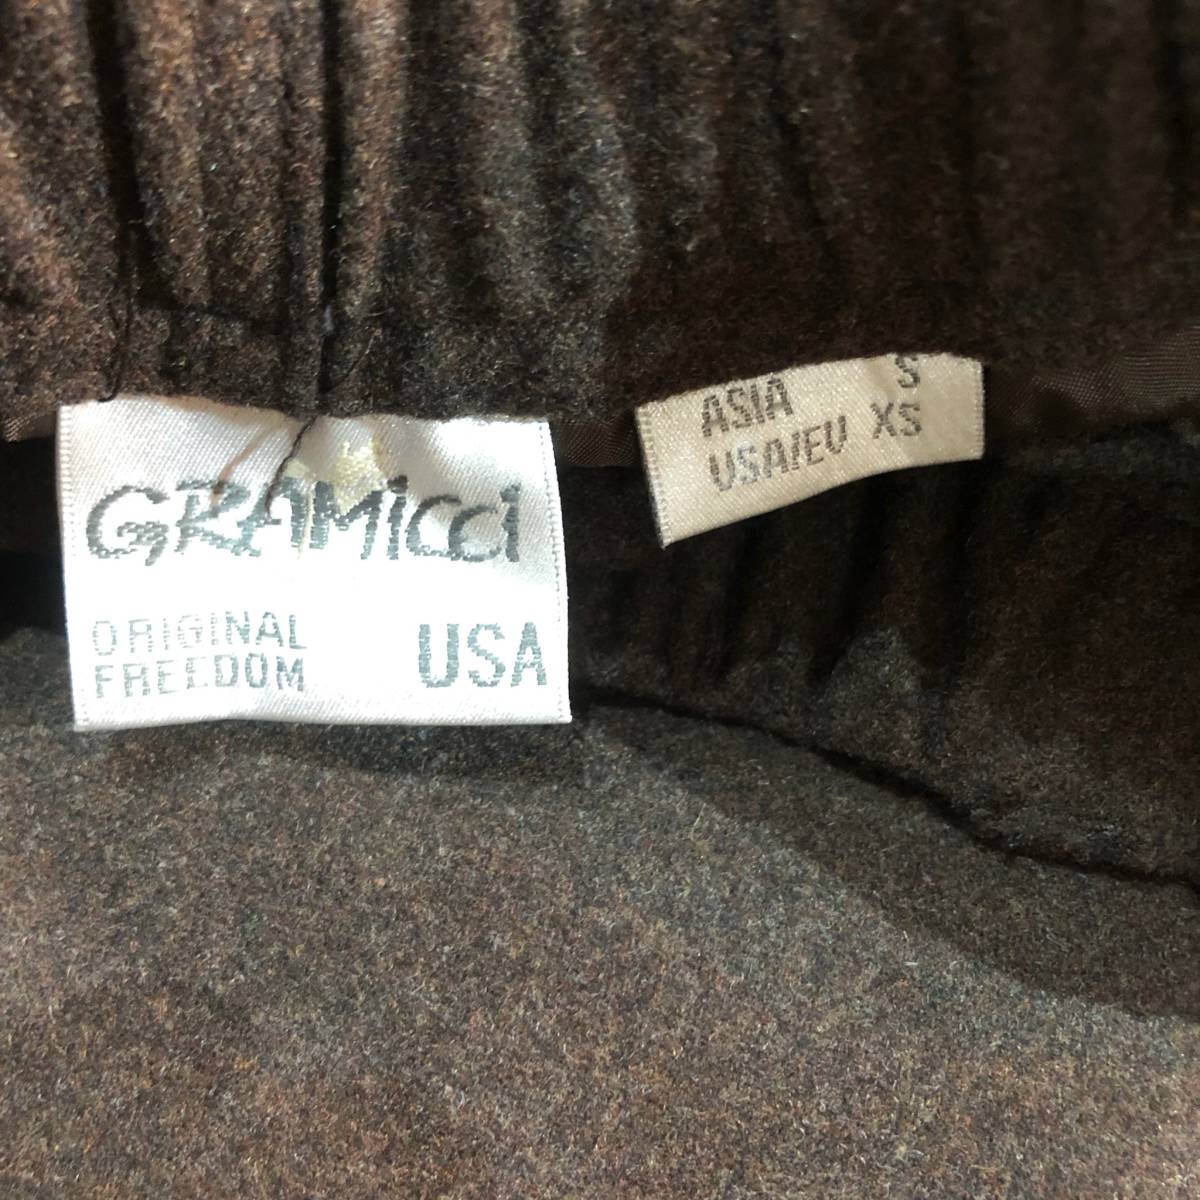 GRAMicci
ORIGINAL
FREEDOM
USA
ASIA S
USA/EU XS